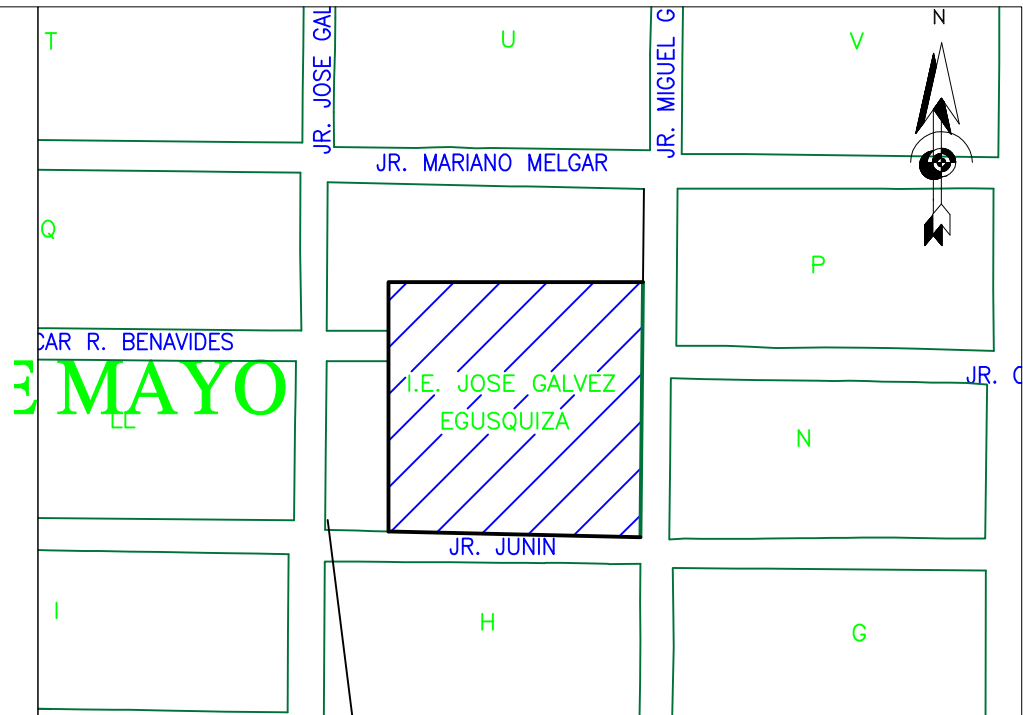 N
T
JR. JOSE GAL
U
JR. MIGUEL G
V
JR. MARIANO MELGAR
Q
P
CAR R. BENAVIDES
E MAYO
LL
I.E. JOSE GALVEZ
EGUSQUIZA
JR. C
N
JR. JUNIN
I
H
G